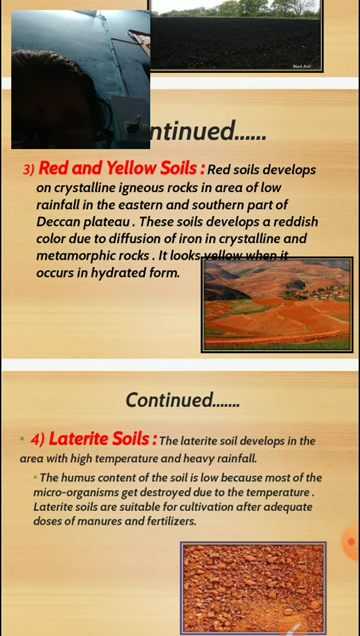 Black Soil
ntinued......
3) Red and Yellow Soils : Red soils develops
on crystalline igneous rocks in area of low
rainfall in the eastern and southern part of
Deccan plateau . These soils develops a reddish
color due to diffusion of iron in crystalline and
metamorphic rocks . It looks yellow when it
occurs in hydrated form.
Continued.......
• 4) Laterite Soils : The laterite soil develops in the
area with high temperature and heavy rainfall.
• The humus content of the soil is low because most of the
micro-organisms get destroyed due to the temperature .
Laterite soils are suitable for cultivation after adequate
doses of manures and fertilizers.